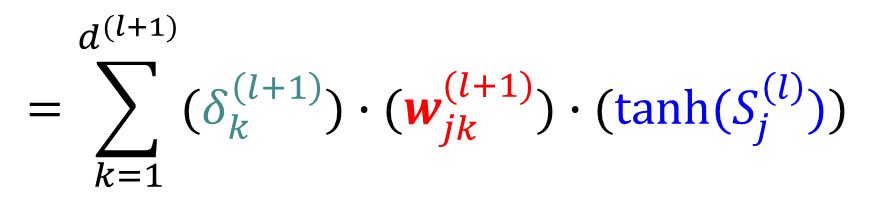 = \sum_{k=1}^{d^{(l+1)}} (\delta_k^{(l+1)}) \cdot (w_{jk}^{(l+1)}) \cdot (\tanh(S_j^{(l)}))